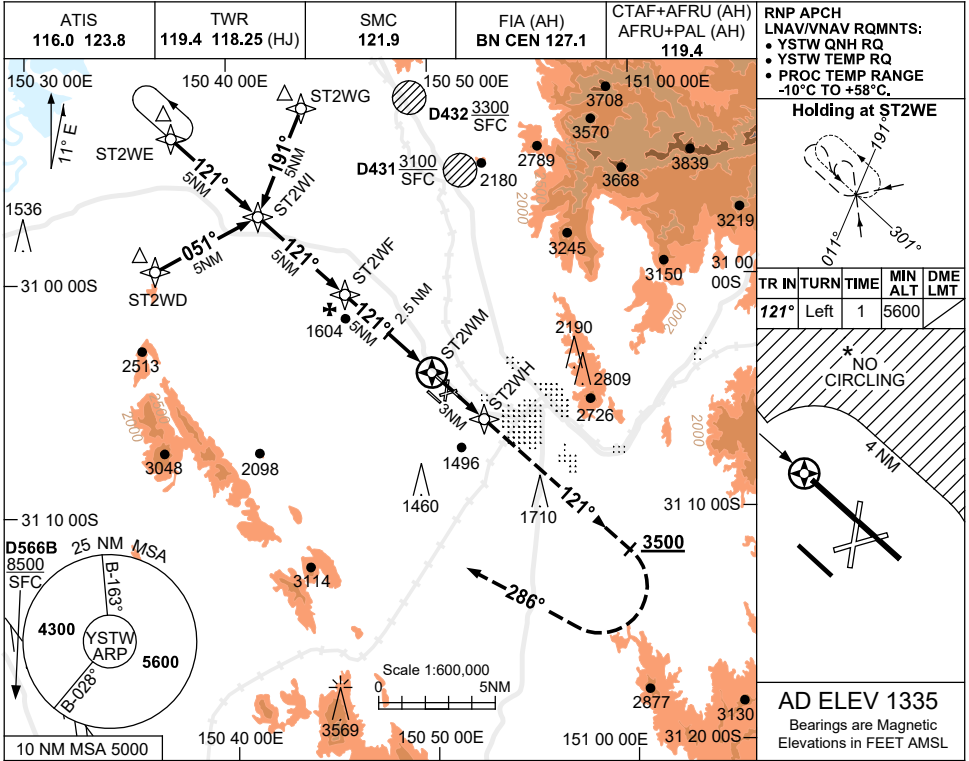 ATIS
116.0 123.8
TWR
119.4 118.25 (HJ)
SMC
121.9
FIA (AH)
BN CEN 127.1
CTAF+AFRU (AH)
AFRU+PAL (AH)
119.4
RNP APCH
LNAV/VNAV RQMNTS:
• YSTW QNH RQ
• YSTW TEMP RQ
• PROC TEMP RANGE
-10°C TO +58°C.
150 30 00E
150 40 00E
150 50 00E
151 00 00E
11° E
ST2WE
ST2WG
D432 3300
SFC
D431 3100
SFC
2180
2789
3708
3570
3668
3839
3219
3245
3150
2000
121°
5NM
191°
5NM
ST2WI
1536
051°
5NM
ST2WD
121°
5NM
ST2WF
31 00 00S
31 00
00S
1604
121°
5NM
2.5 NM
ST2WM
ST2WH
3NM
2190
2809
2726
2000
2000
2513
2000
2500
3048
2098
1496
1460
1710
121°
3500
286°
31 10 00S
31 10 00S
D566B
8500
SFC
25 NM MSA
B-163°
4300
YSTW
ARP
5600
B-028°
10 NM MSA 5000
3114
3569
Scale 1:600,000
0
5NM
2877
3130
150 40 00E
150 50 00E
151 00 00E
31 20 00S
Holding at ST2WE
191°
011°
301°
TR IN TURN TIME MIN ALT DME LMT
121° Left 1 5600
*NO
CIRCLING
4 NM
AD ELEV 1335
Bearings are Magnetic
Elevations in FEET AMSL